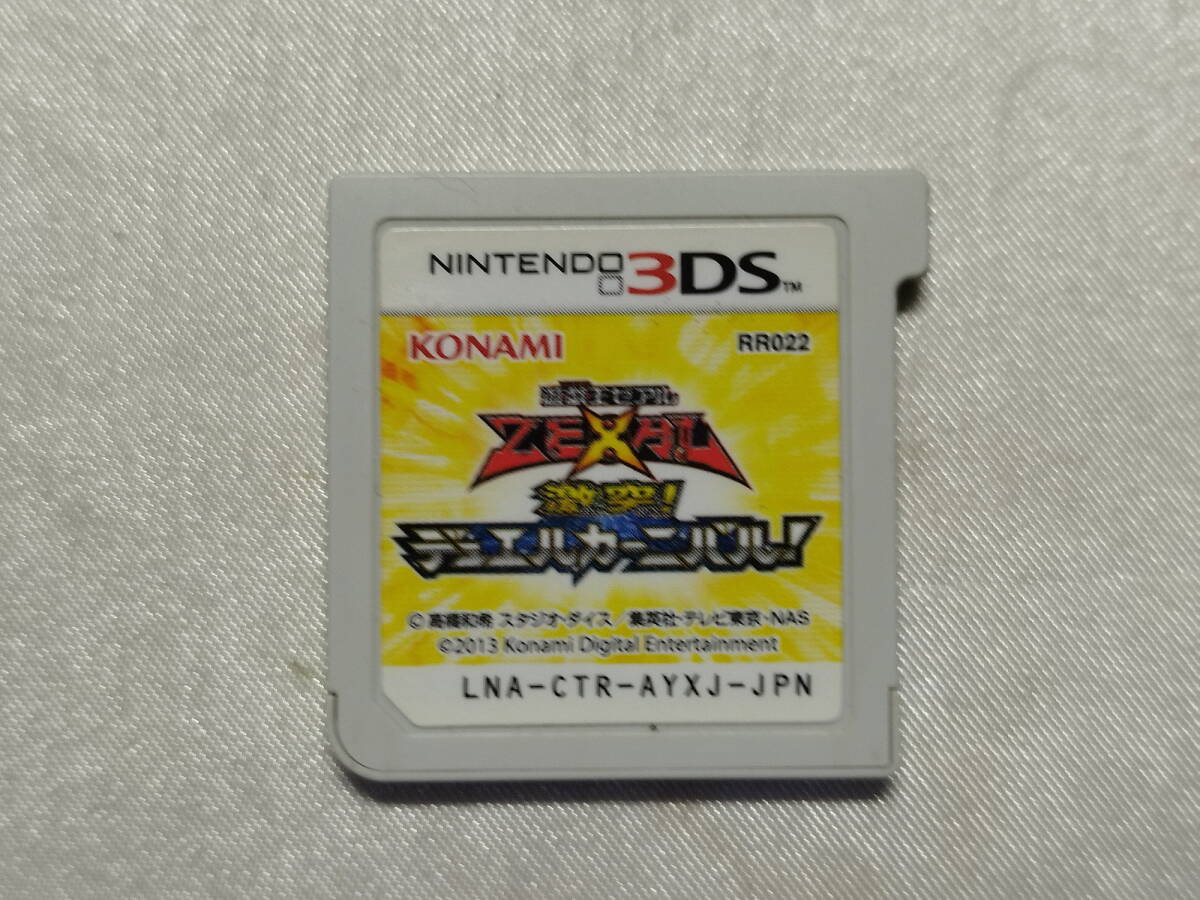 NINTENDO 3DS™
KONAMI RR022
遊戯王ゼアル
ZEXAL
激突!
デュエルカーニバル!
© 高橋和希 スタジオ・ダイス/集英社・テレビ東京・NAS
©2013 Konami Digital Entertainment
LNA-CTR-AYXJ-JPN